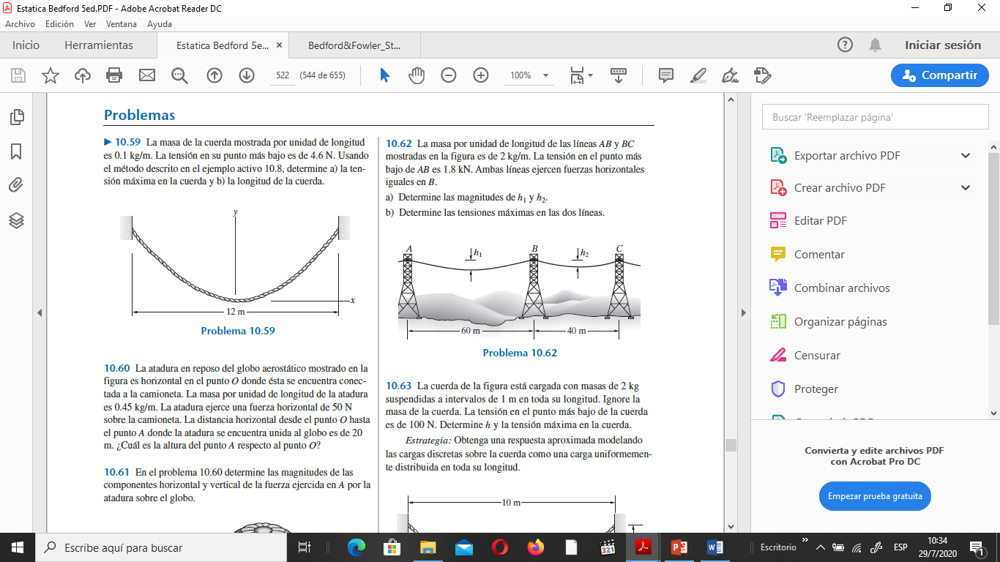 Estatica Bedford 5ed.PDF - Adobe Acrobat Reader DC
Archivo Edición Ver Ventana Ayuda
Inicio Herramientas Estatica Bedford 5e... × Bedford&Fowler_St... Iniciar sesión
522 (544 de 655) 100% Compartir
Problemas
▶ 10.59 La masa de la cuerda mostrada por unidad de longitud
es 0.1 kg/m. La tensión en su punto más bajo es de 4.6 N. Usando
el método descrito en el ejemplo activo 10.8, determine a) la ten-
sión máxima en la cuerda y b) la longitud de la cuerda.
y
x
12 m
Problema 10.59
10.60 La atadura en reposo del globo aerostático mostrado en la
figura es horizontal en el punto O donde ésta se encuentra conec-
tada a la camioneta. La masa por unidad de longitud de la atadura
es 0.45 kg/m. La atadura ejerce una fuerza horizontal de 50 N
sobre la camioneta. La distancia horizontal desde el punto O hasta
el punto A donde la atadura se encuentra unida al globo es de 20
m. ¿Cuál es la altura del punto A respecto al punto O?
10.61 En el problema 10.60 determine las magnitudes de las
componentes horizontal y vertical de la fuerza ejercida en A por la
atadura sobre el globo.
10.62 La masa por unidad de longitud de las líneas AB y BC
mostradas en la figura es de 2 kg/m. La tensión en el punto más
bajo de AB es 1.8 kN. Ambas líneas ejercen fuerzas horizontales
iguales en B.
a) Determine las magnitudes de h1 y h2.
b) Determine las tensiones máximas en las dos líneas.
A B C
h1 h2
60 m 40 m
Problema 10.62
10.63 La cuerda de la figura está cargada con masas de 2 kg
suspendidas a intervalos de 1 m en toda su longitud. Ignore la
masa de la cuerda. La tensión en el punto más bajo de la cuerda
es de 100 N. Determine h y la tensión máxima en la cuerda.
Estrategia: Obtenga una respuesta aproximada modelando
las cargas discretas sobre la cuerda como una carga uniformemen-
te distribuida en toda su longitud.
10 m
Buscar 'Reemplazar página'
Exportar archivo PDF
Crear archivo PDF
Editar PDF
Comentar
Combinar archivos
Organizar páginas
Censurar
Proteger
Convierta y edite archivos PDF
con Acrobat Pro DC
Empezar prueba gratuita
Escribe aquí para buscar
Escritorio » ESP
10:34
29/7/2020
1